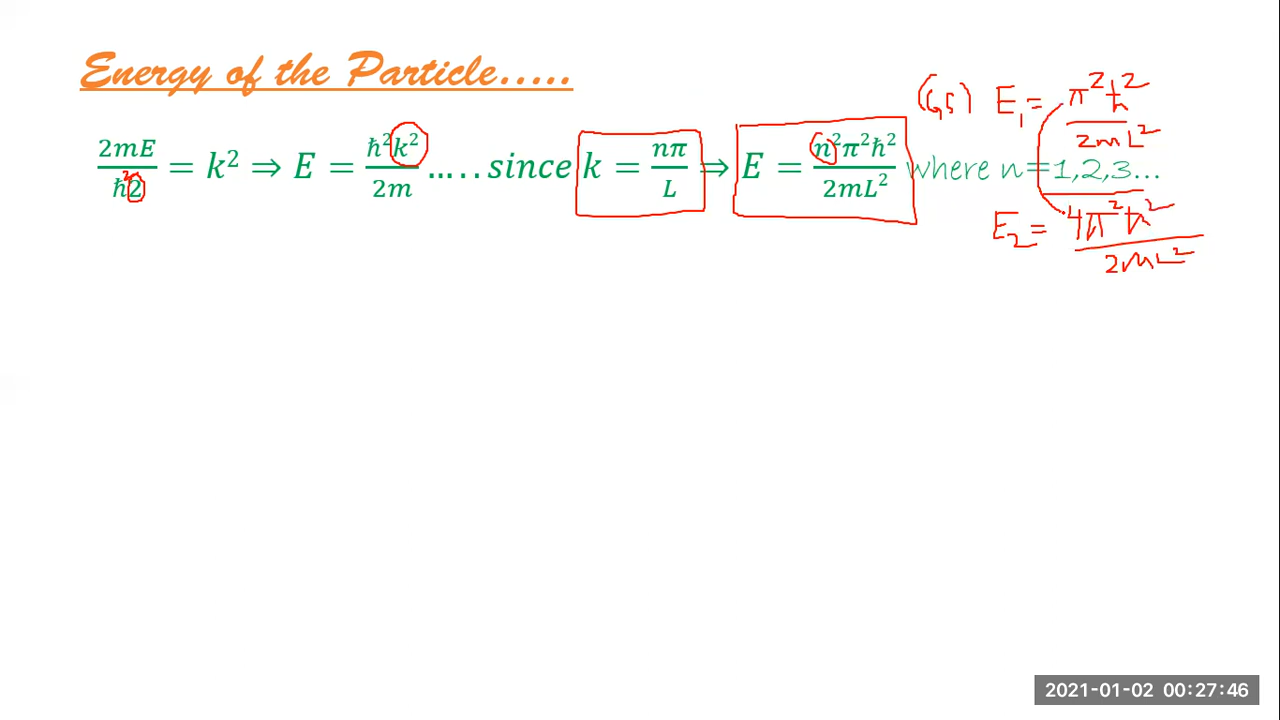 Energy of the Particle.....
2mE/ħ²2 = k² ⇒ E = ħ²k²/2m ..... since k = nπ/L ⇒ E = n²π²ħ²/2mL² where n=1,2,3...
(GS) E₁ = π²ħ²/2mL²
E₂ = 4π²ħ²/2mL²
2021-01-02 00:27:46